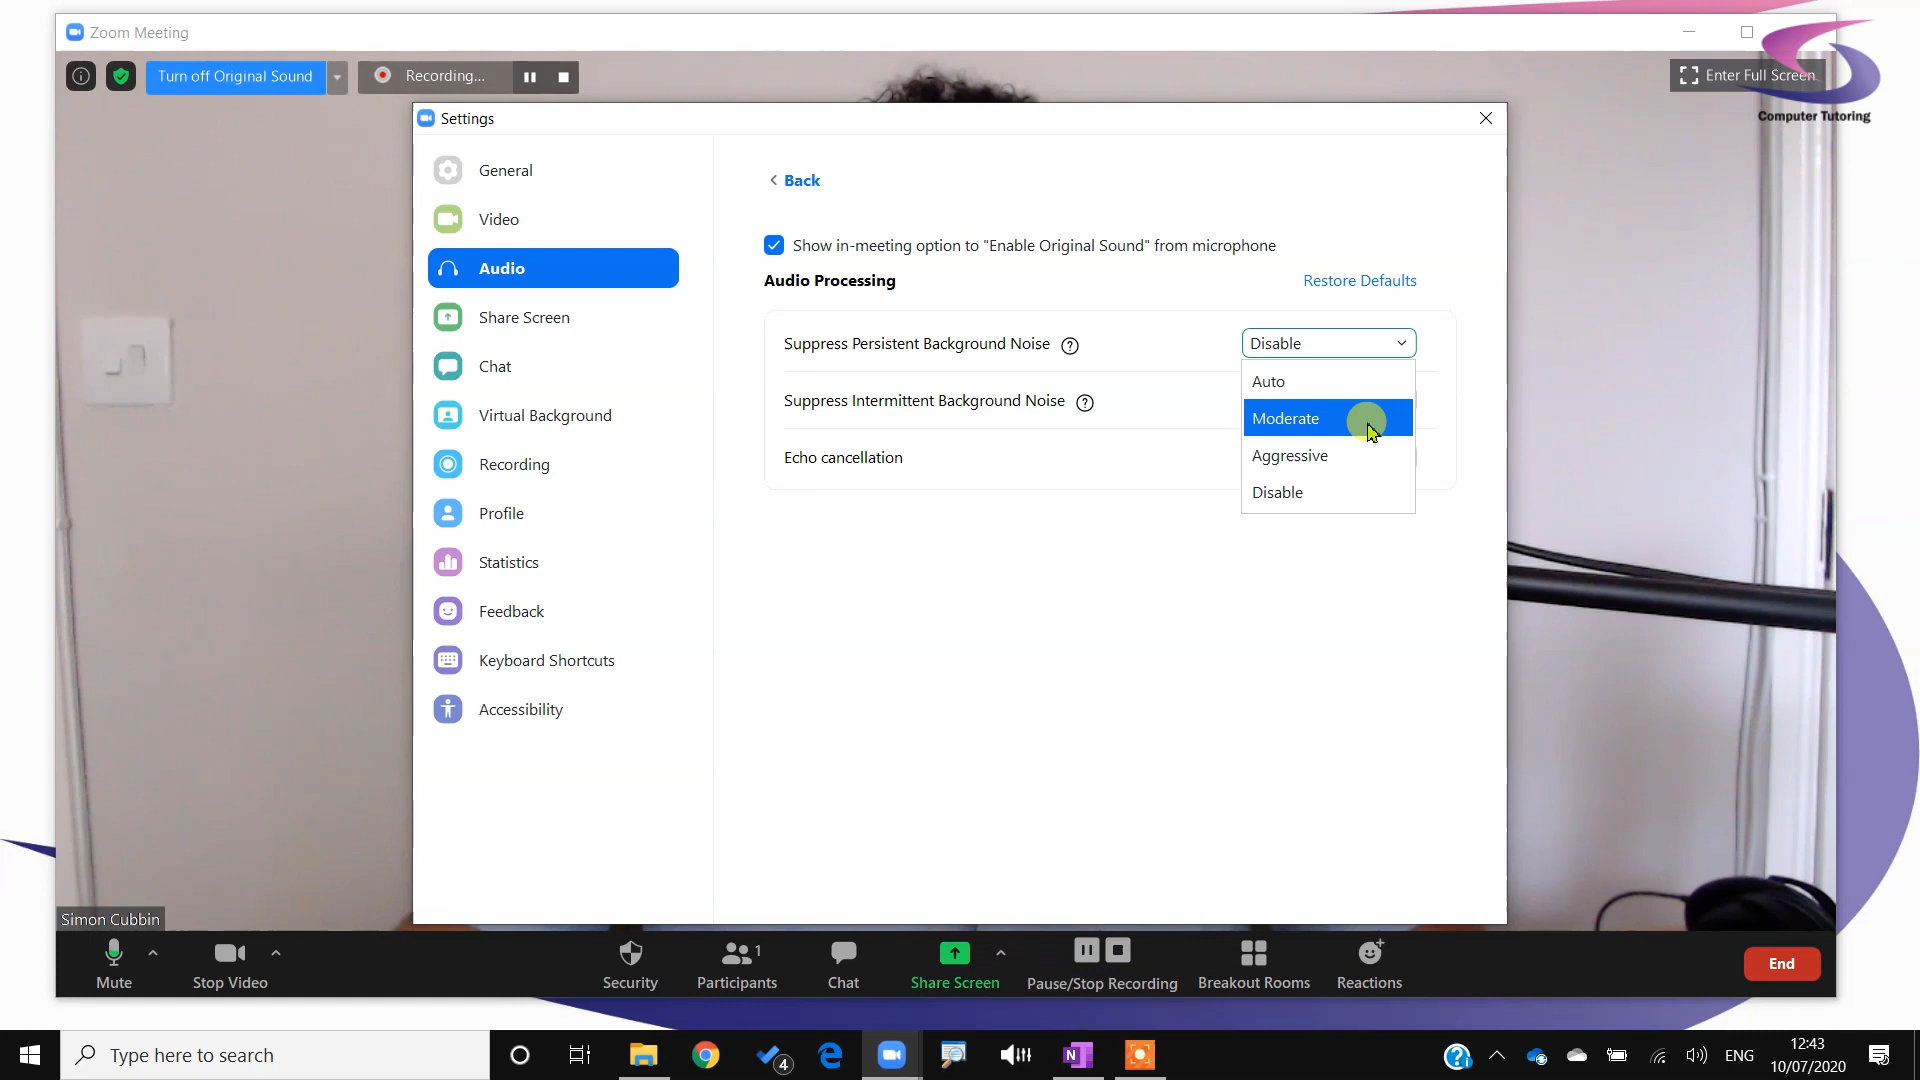 Zoom Meeting
Turn off Original Sound
Recording...
Enter Full Screen
Computer Tutoring
Settings
General
Video
Audio
Share Screen
Chat
Virtual Background
Recording
Profile
Statistics
Feedback
Keyboard Shortcuts
Accessibility
Back
Show in-meeting option to "Enable Original Sound" from microphone
Audio Processing
Restore Defaults
Suppress Persistent Background Noise
Disable
Auto
Suppress Intermittent Background Noise
Moderate
Echo cancellation
Aggressive
Disable
Simon Cubbin
Mute
Stop Video
Security
1
Participants
Chat
Share Screen
Pause/Stop Recording
Breakout Rooms
Reactions
End
Type here to search
4
N
ENG
12:43
10/07/2020